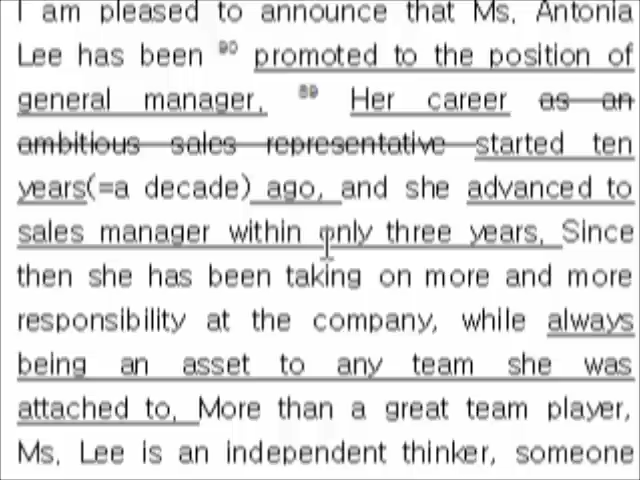 I am pleased to announce that Ms. Antonia
Lee has been 90 promoted to the position of
general manager. 89 Her career as an
ambitious sales representative started ten
years(=a decade) ago, and she advanced to
sales manager within only three years. Since
then she has been taking on more and more
responsibility at the company, while always
being an asset to any team she was
attached to. More than a great team player,
Ms. Lee is an independent thinker, someone